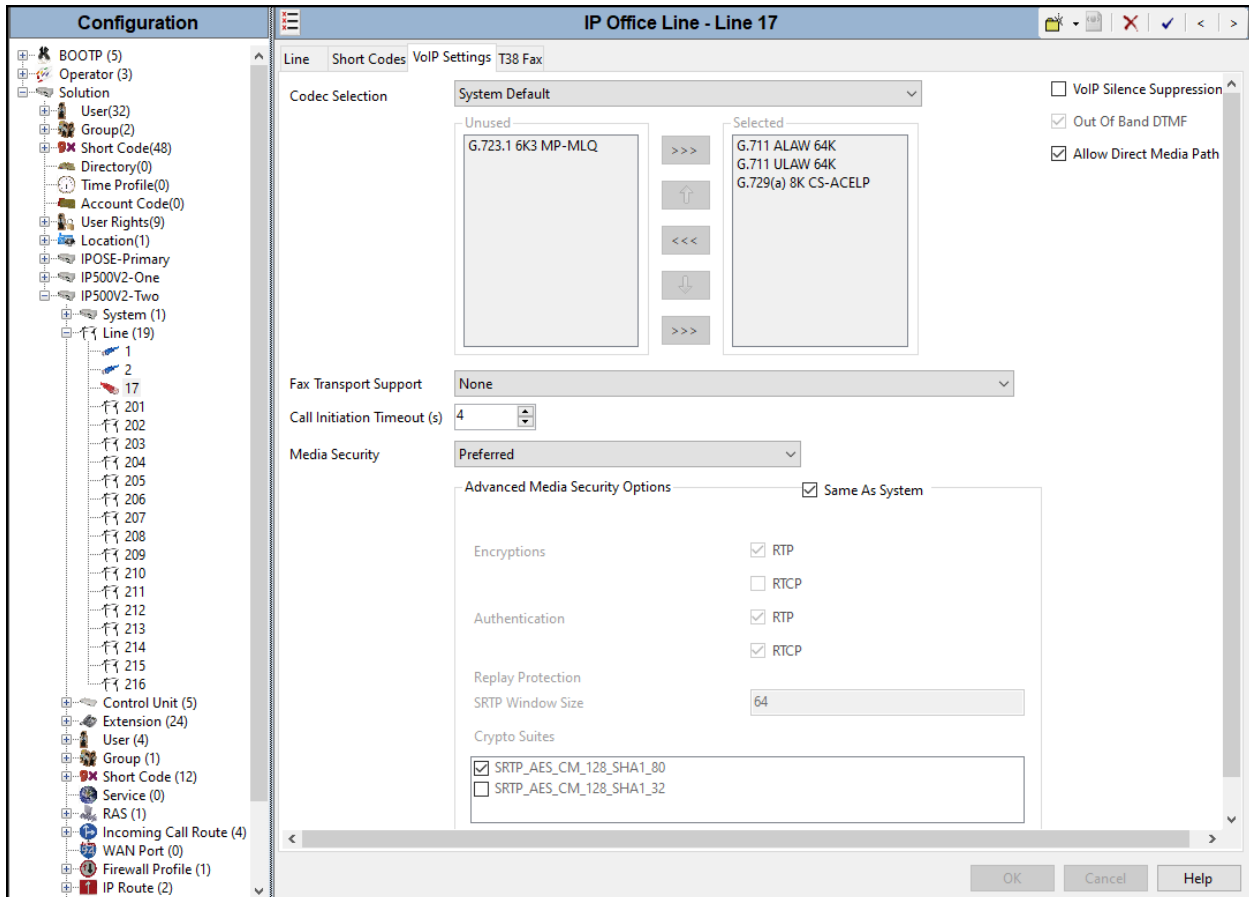 Configuration
BOOTP (5)
Operator (3)
Solution
User(32)
Group(2)
Short Code(48)
Directory(0)
Time Profile(0)
Account Code(0)
User Rights(9)
Location(1)
IPOSE-Primary
IP500V2-One
IP500V2-Two
System (1)
Line (19)
1
2
17
201
202
203
204
205
206
207
208
209
210
211
212
213
214
215
216
Control Unit (5)
Extension (24)
User (4)
Group (1)
Short Code (12)
Service (0)
RAS (1)
Incoming Call Route (4)
WAN Port (0)
Firewall Profile (1)
IP Route (2)
IP Office Line - Line 17
Line Short Codes VoIP Settings T38 Fax
Codec Selection System Default
Unused
G.723.1 6K3 MP-MLQ
>>>
<<<
>>>
Selected
G.711 ALAW 64K
G.711 ULAW 64K
G.729(a) 8K CS-ACELP
VoIP Silence Suppression
Out Of Band DTMF
Allow Direct Media Path
Fax Transport Support None
Call Initiation Timeout (s) 4
Media Security Preferred
Advanced Media Security Options Same As System
Encryptions RTP
RTCP
Authentication RTP
RTCP
Replay Protection
SRTP Window Size 64
Crypto Suites
SRTP_AES_CM_128_SHA1_80
SRTP_AES_CM_128_SHA1_32
OK Cancel Help